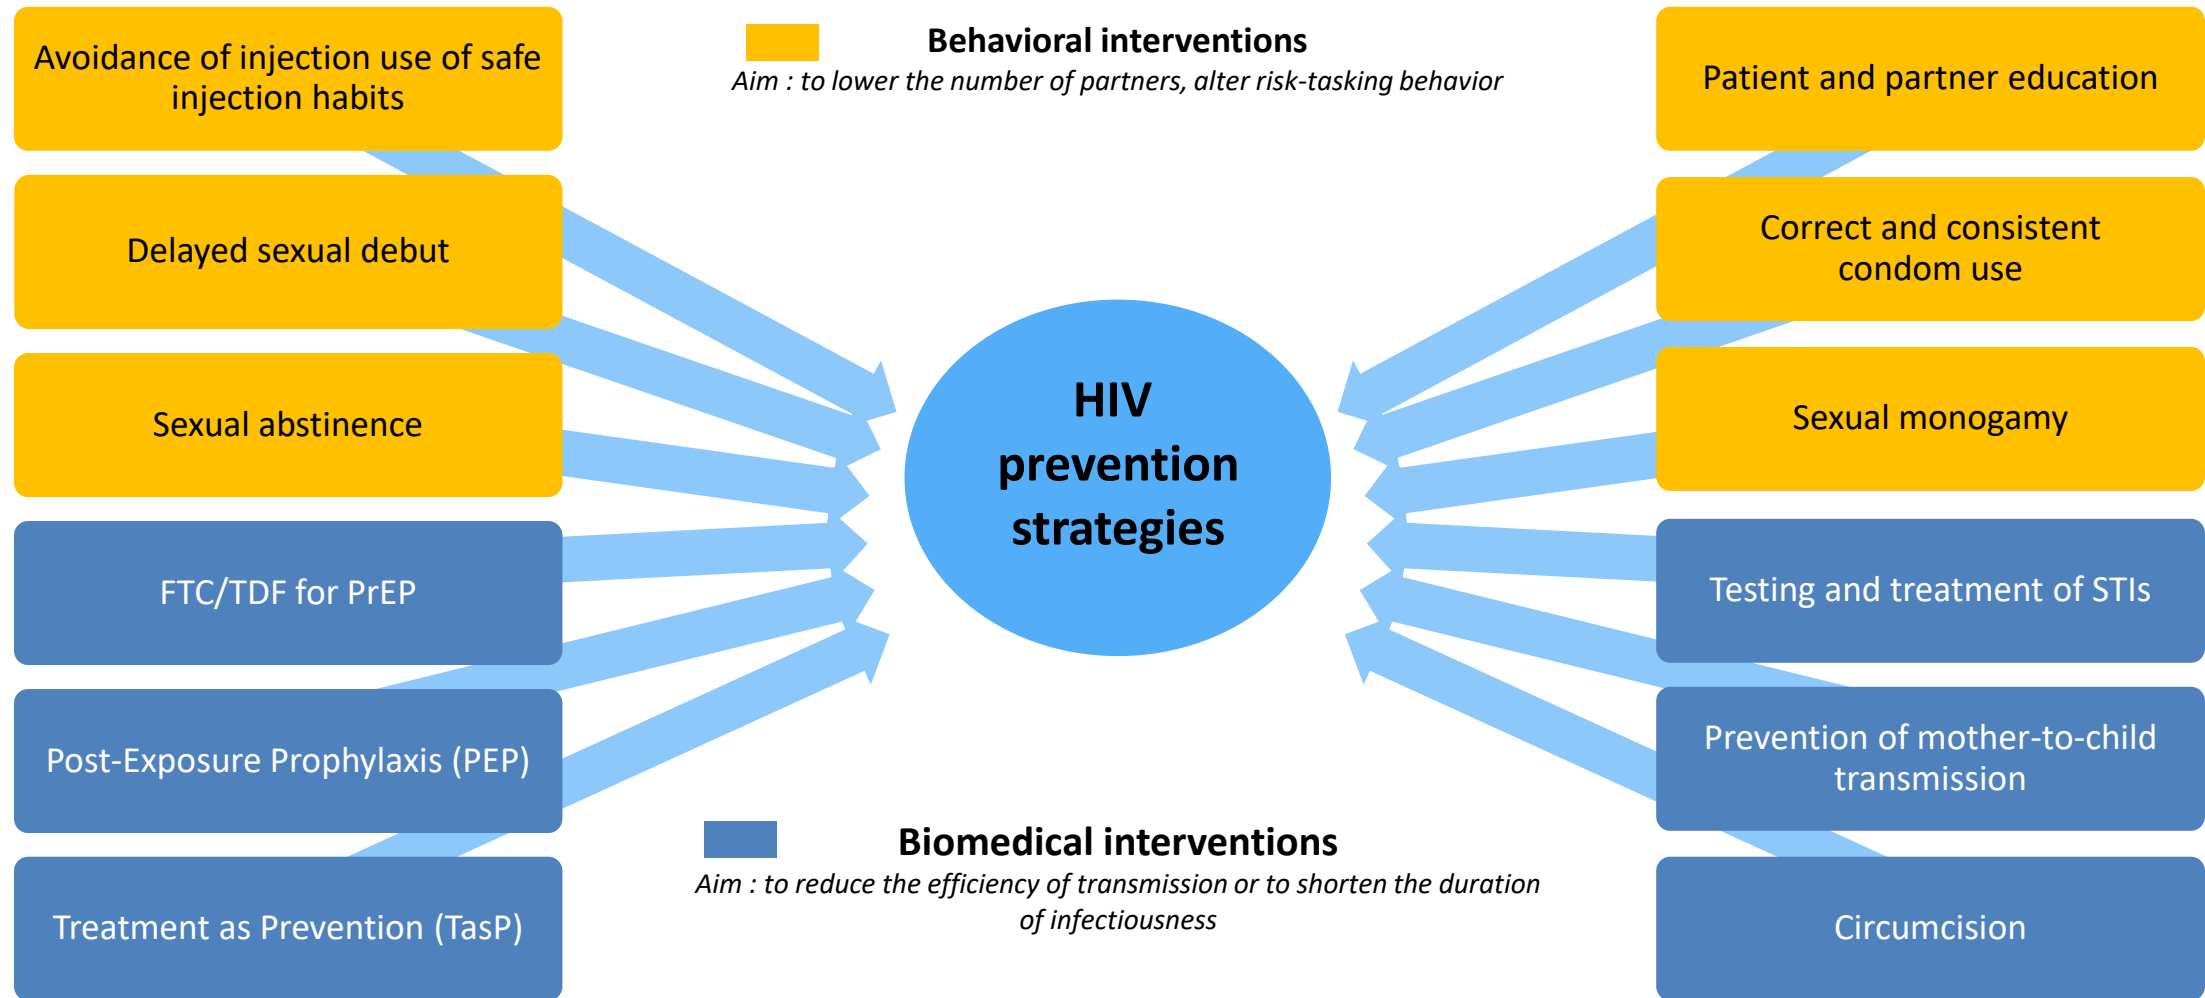 Avoidance of injection use of safe
injection habits
Delayed sexual debut
Sexual abstinence
FTC/TDF for PrEP
Post-Exposure Prophylaxis (PEP)
Treatment as Prevention (TasP)
Behavioral interventions
Aim : to lower the number of partners, alter risk-tasking behavior
HIV
prevention
strategies
Biomedical interventions
Aim : to reduce the efficiency of transmission or to shorten the duration
of infectiousness
Patient and partner education
Correct and consistent
condom use
Sexual monogamy
Testing and treatment of STIs
Prevention of mother-to-child
transmission
Circumcision